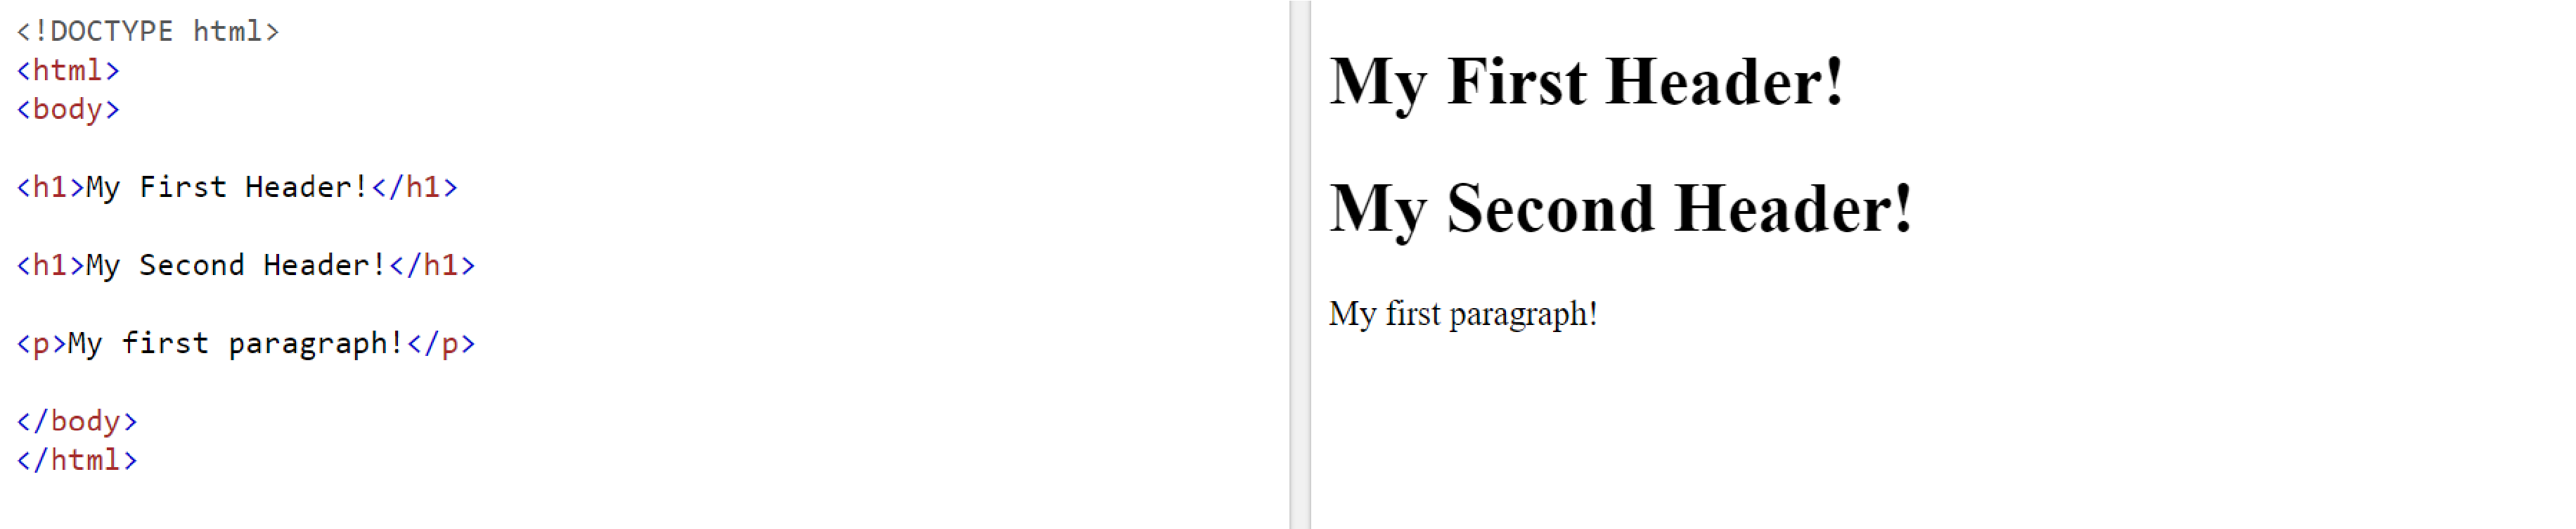 <!DOCTYPE html>
<html>
<body>
<h1>My First Header!</h1>
<h1>My Second Header!</h1>
<p>My first paragraph!</p>
</body>
</html>
My First Header!
My Second Header!
My first paragraph!